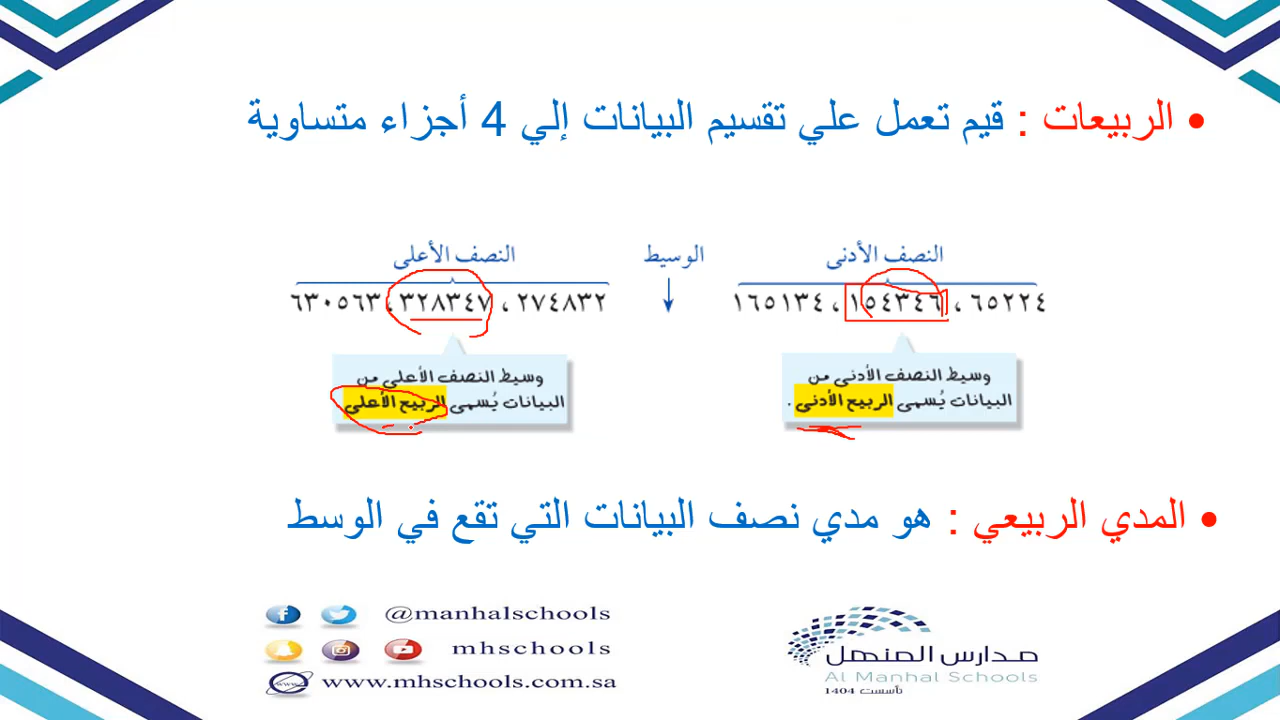 الربيعات : قيم تعمل علي تقسيم البيانات إلي 4 أجزاء متساوية
النصف الأدنى
الوسيط
النصف الأعلى
٦٥٢٢٤ ، ١٥٤٣٤٦ ، ١٦٥١٣٤
٢٧٤٨٣٢ ، ٣٢٨٣٤٧ ، ٦٣٠٥٦٣
وسيط النصف الأدنى من
البيانات يُسمى الربيع الأدنى .
وسيط النصف الأعلى من
البيانات يُسمى الربيع الأعلى
المدي الربيعي : هو مدي نصف البيانات التي تقع في الوسط
@manhalschools
mhschools
www.mhschools.com.sa
مدارس المنهل
Al Manhal Schools
تأسست 1404